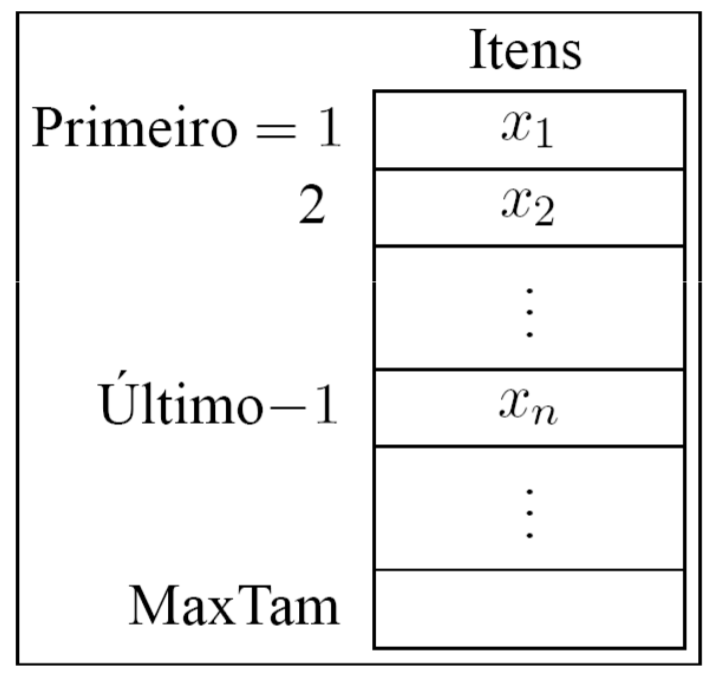 Itens
Primeiro = 1 x₁
2 x₂
⋮
Último−1 xₙ
⋮
MaxTam